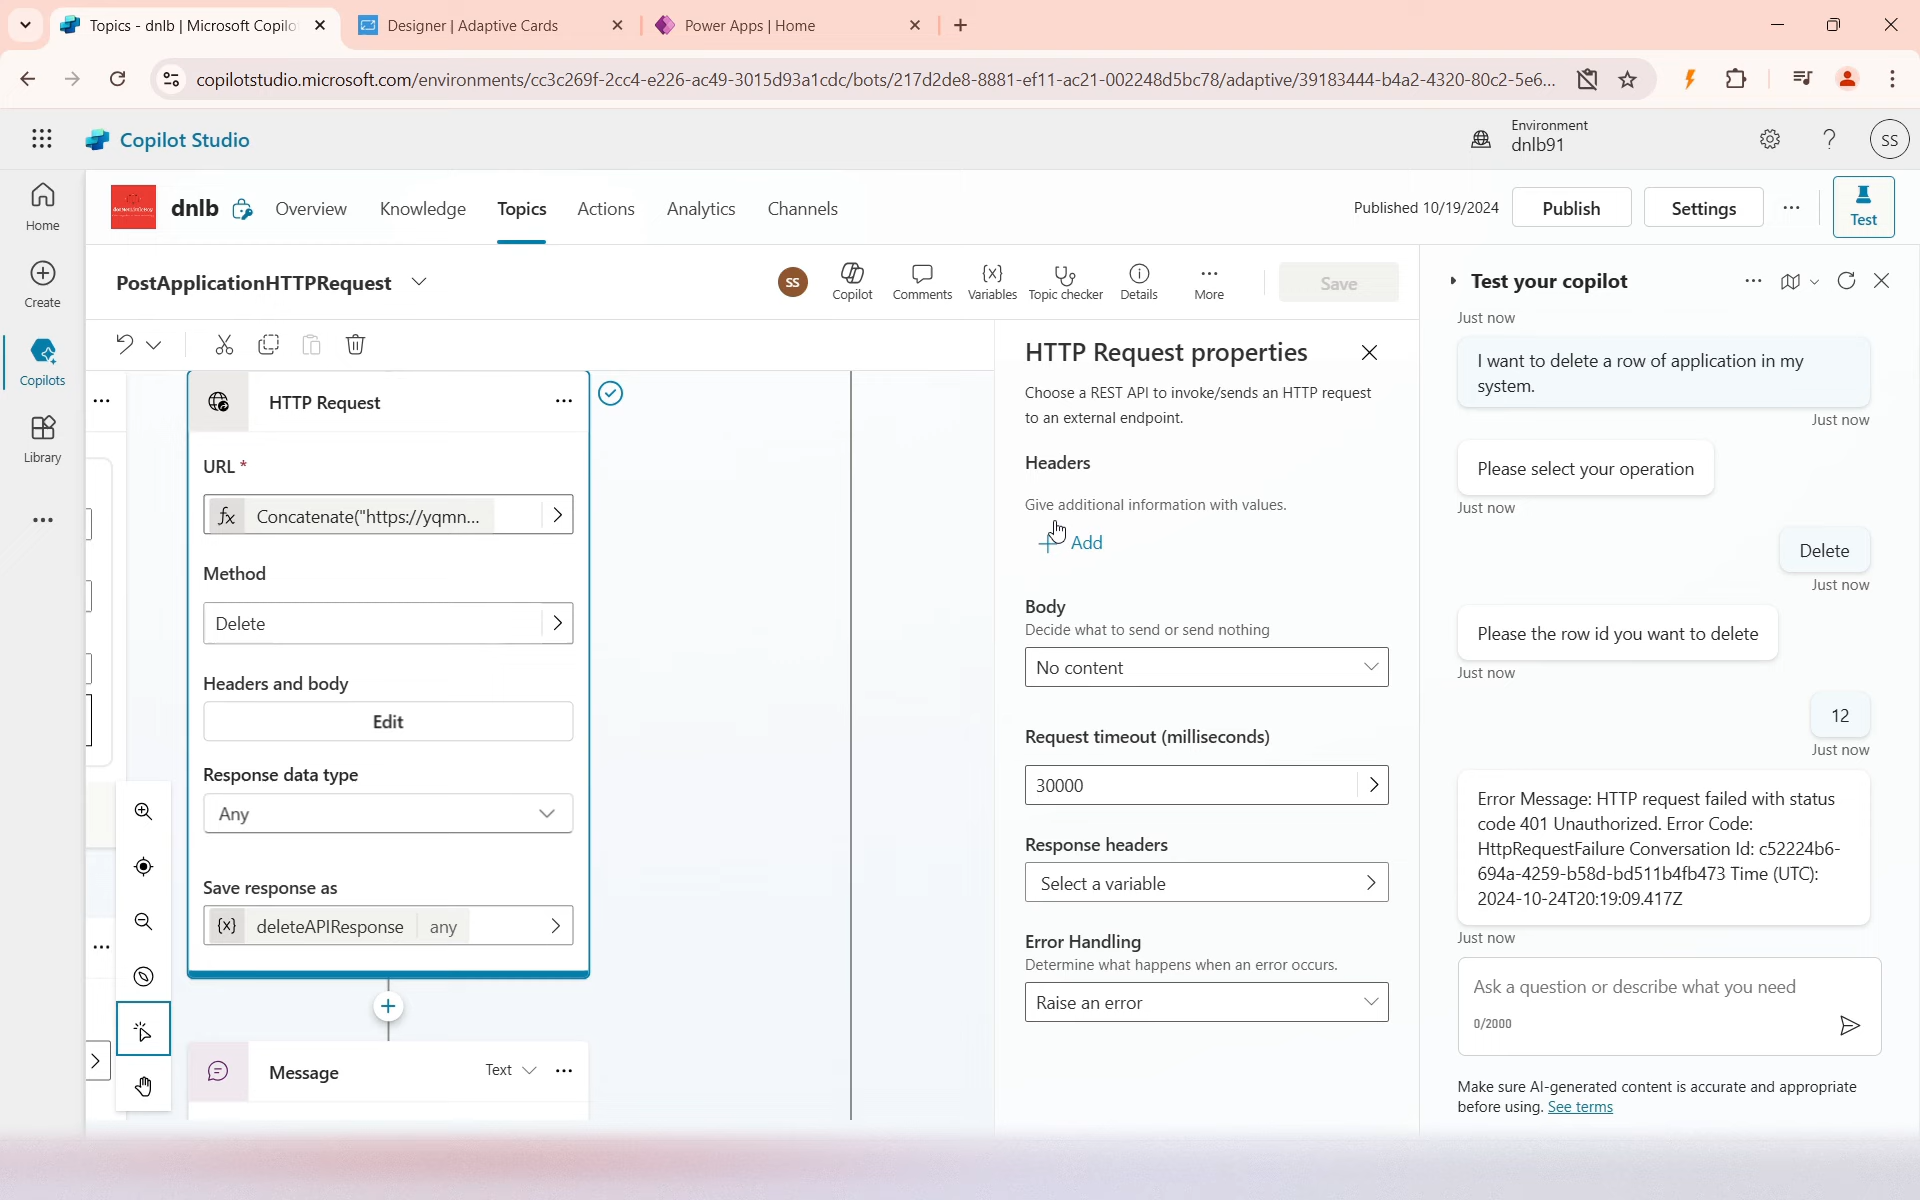 Topics - dnlb | Microsoft Copilo
Designer | Adaptive Cards
Power Apps | Home
copilotstudio.microsoft.com/environments/cc3c269f-2cc4-e226-ac49-3015d93a1cdc/bots/217d2de8-8881-ef11-ac21-002248d5bc78/adaptive/39183444-b4a2-4320-80c2-5e6...
Copilot Studio
Environment
dnlb91
SS
Home
Create
Copilots
Library
dnlb
Overview
Knowledge
Topics
Actions
Analytics
Channels
Published 10/19/2024
Publish
Settings
Test
PostApplicationHTTPRequest
SS
Copilot
Comments
Variables
Topic checker
Details
More
Save
HTTP Request
URL *
fx Concatenate("https://yqmn...
Method
Delete
Headers and body
Edit
Response data type
Any
Save response as
{x} deleteAPIResponse any
Message
Text
HTTP Request properties
Choose a REST API to invoke/sends an HTTP request
to an external endpoint.
Headers
Give additional information with values.
+ Add
Body
Decide what to send or send nothing
No content
Request timeout (milliseconds)
30000
Response headers
Select a variable
Error Handling
Determine what happens when an error occurs.
Raise an error
Test your copilot
Just now
I want to delete a row of application in my
system.
Just now
Please select your operation
Just now
Delete
Just now
Please the row id you want to delete
Just now
12
Just now
Error Message: HTTP request failed with status
code 401 Unauthorized. Error Code:
HttpRequestFailure Conversation Id: c52224b6-
694a-4259-b58d-bd511b4fb473 Time (UTC):
2024-10-24T20:19:09.417Z
Just now
Ask a question or describe what you need
0/2000
Make sure AI-generated content is accurate and appropriate
before using. See terms